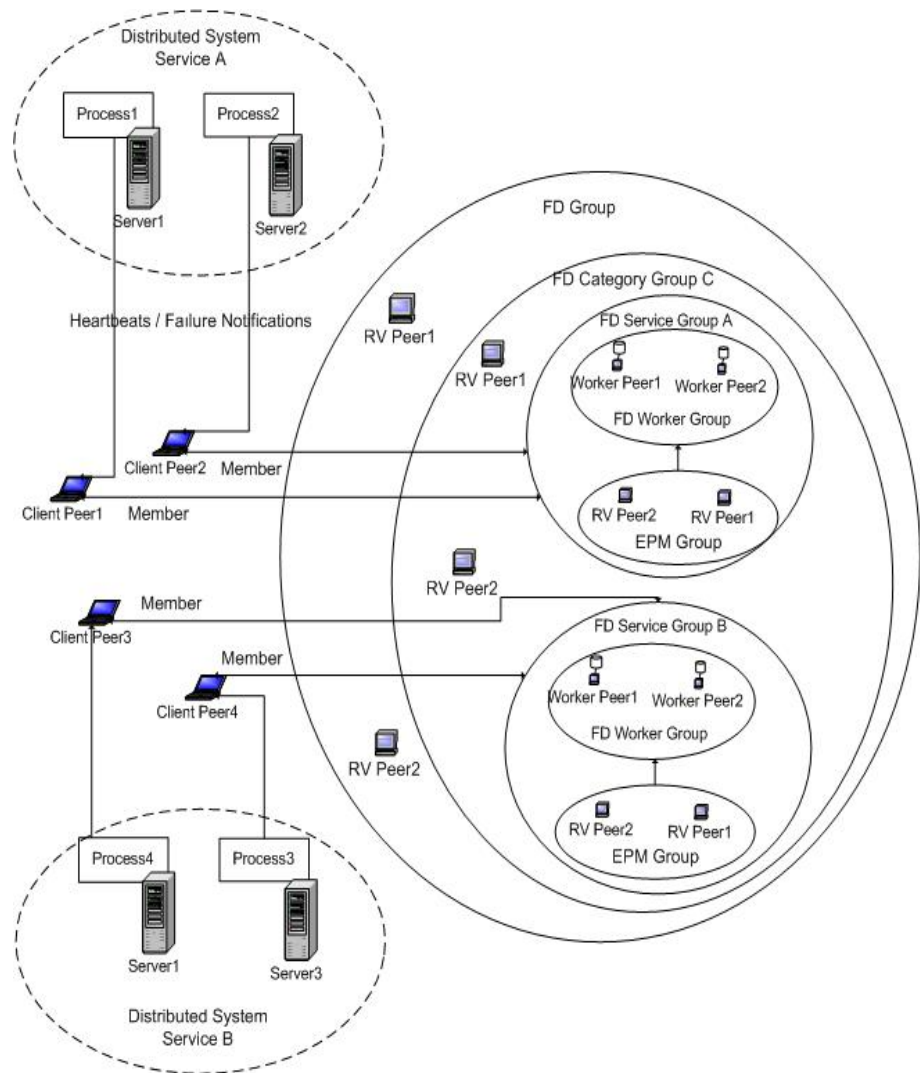 Distributed System
Service A
Process1
Process2
Server1
Server2
FD Group
FD Category Group C
FD Service Group A
Heartbeats / Failure Notifications
RV Peer1
RV Peer1
Worker Peer1
Worker Peer2
FD Worker Group
Client Peer2
Member
Client Peer1
Member
RV Peer2
RV Peer1
EPM Group
RV Peer2
Member
Client Peer3
FD Service Group B
Member
Client Peer4
Worker Peer1
Worker Peer2
FD Worker Group
RV Peer2
RV Peer2
RV Peer1
EPM Group
Process4
Process3
Server1
Server3
Distributed System
Service B